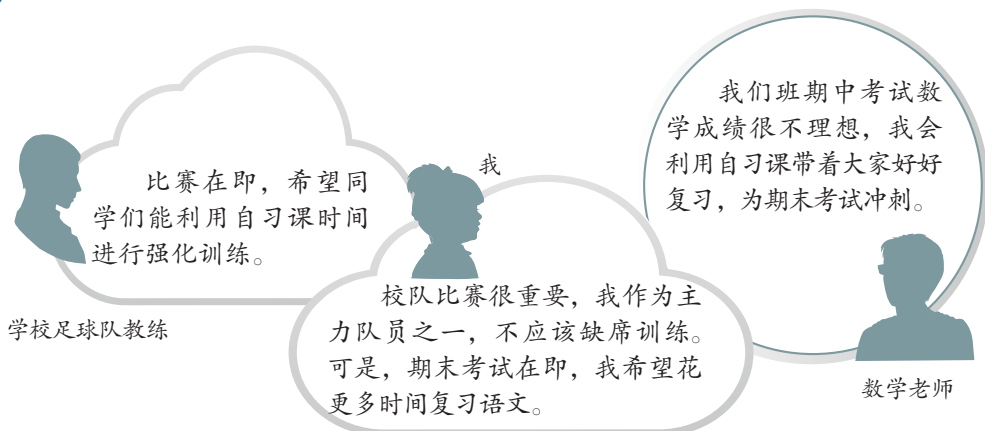 比赛在即，希望同
学们能利用自习课时间
进行强化训练。
学校足球队教练
我
校队比赛很重要，我作为主
力队员之一，不应该缺席训练。
可是，期末考试在即，我希望花
更多时间复习语文。
我们班期中考试数
学成绩很不理想，我会
利用自习课带着大家好好
复习，为期末考试冲刺。
数学老师